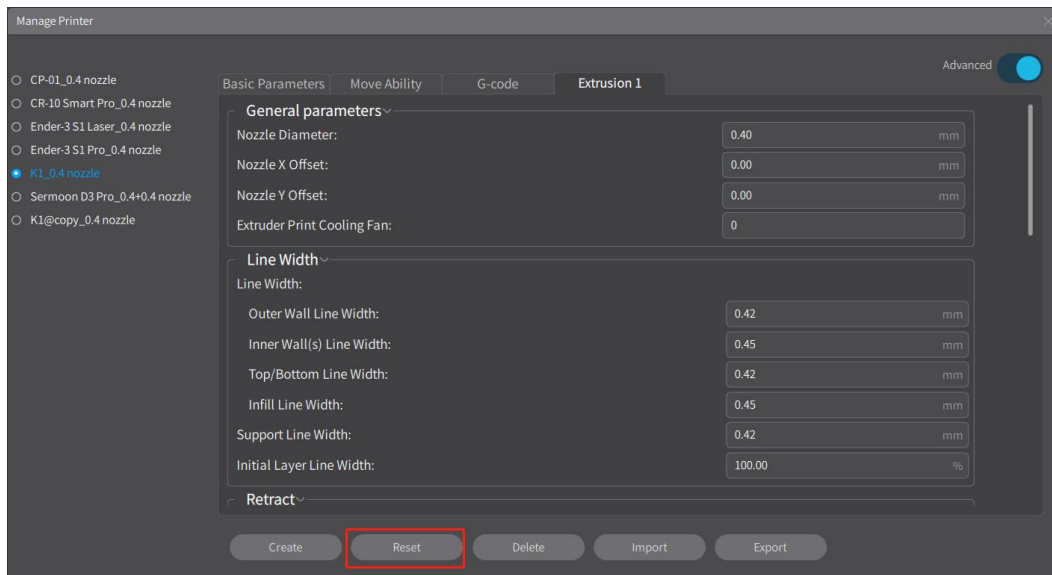 Manage Printer
Advanced
CP-01_0.4 nozzle
CR-10 Smart Pro_0.4 nozzle
Ender-3 S1 Laser_0.4 nozzle
Ender-3 S1 Pro_0.4 nozzle
K1_0.4 nozzle
Sermoon D3 Pro_0.4+0.4 nozzle
K1@copy_0.4 nozzle
Basic Parameters Move Ability G-code Extrusion 1
General parameters
Nozzle Diameter: 0.40 mm
Nozzle X Offset: 0.00 mm
Nozzle Y Offset: 0.00 mm
Extruder Print Cooling Fan: 0
Line Width
Line Width:
Outer Wall Line Width: 0.42 mm
Inner Wall(s) Line Width: 0.45 mm
Top/Bottom Line Width: 0.42 mm
Infill Line Width: 0.45 mm
Support Line Width: 0.42 mm
Initial Layer Line Width: 100.00 %
Retract
Create Reset Delete Import Export